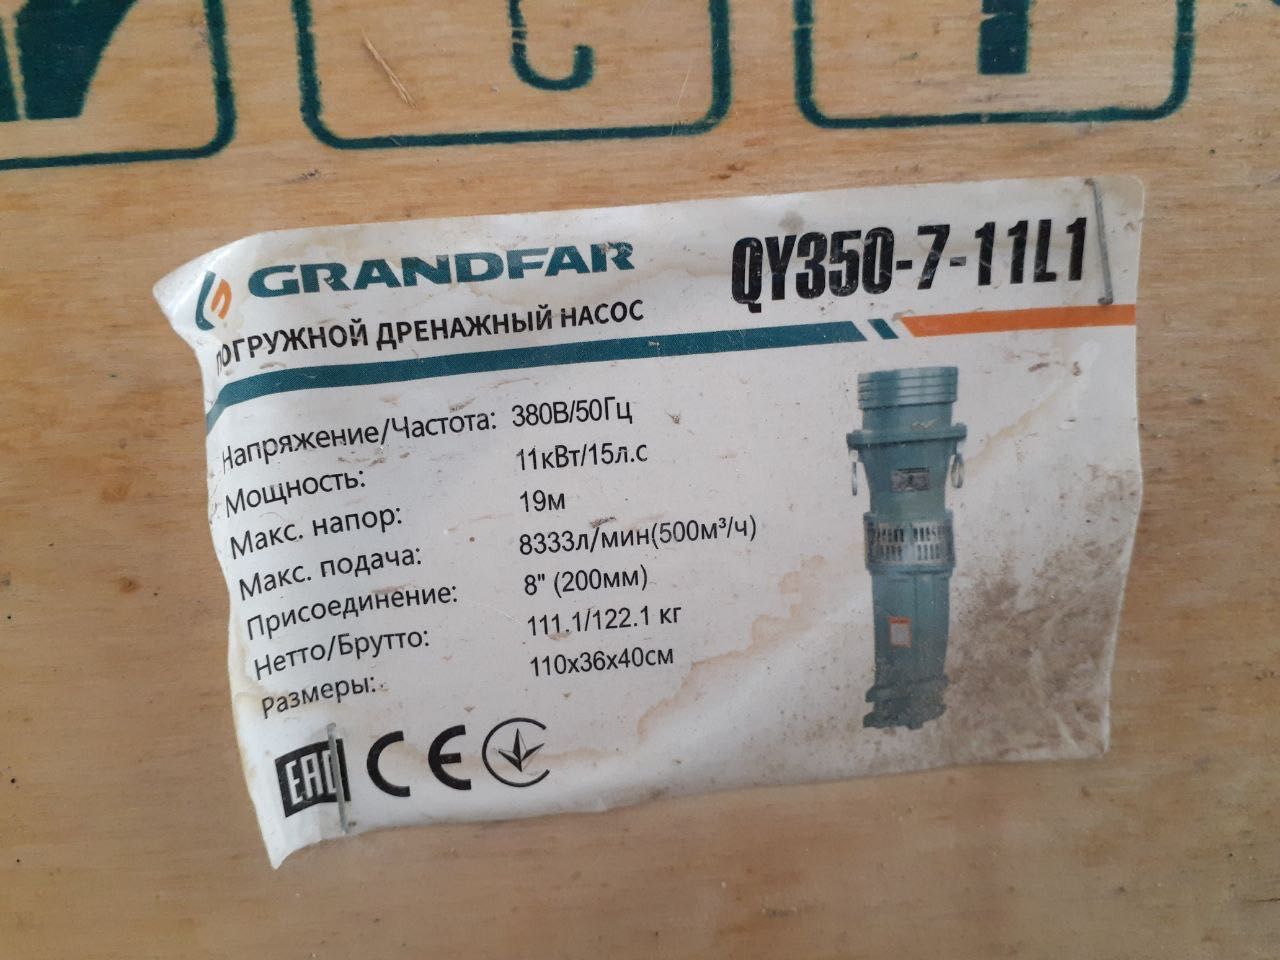 GRANDFAR
QY350-7-11L1
ПОГРУЖНОЙ ДРЕНАЖНЫЙ НАСОС
Напряжение/Частота: 380В/50Гц
Мощность: 11кВт/15л.с
Макс. напор: 19м
Макс. подача: 8333л/мин(500м³/ч)
Присоединение: 8" (200мм)
Нетто/Брутто: 111.1/122.1 кг
Размеры: 110x36x40см
EAC CE